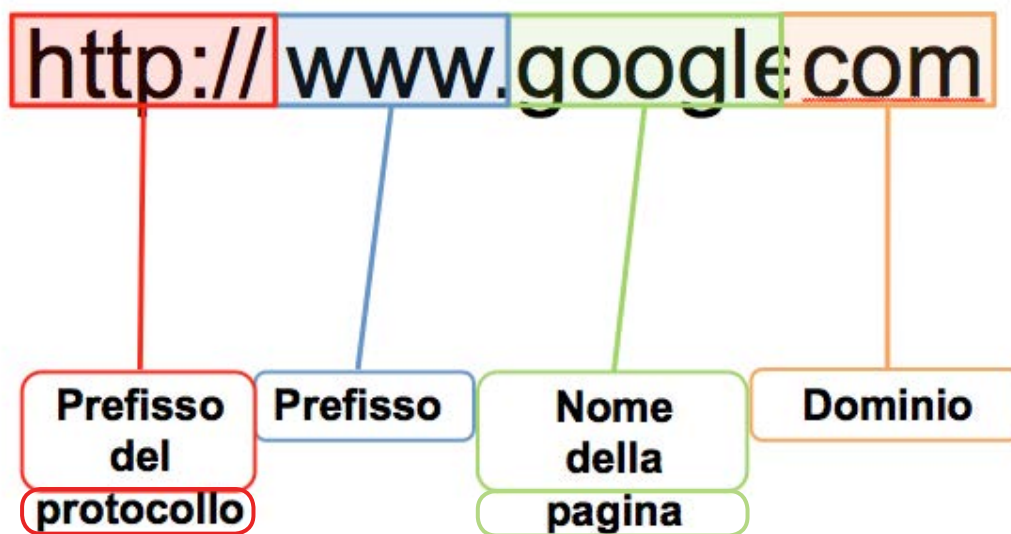 http:// www.google com
Prefisso del protocollo
Prefisso
Nome della pagina
Dominio